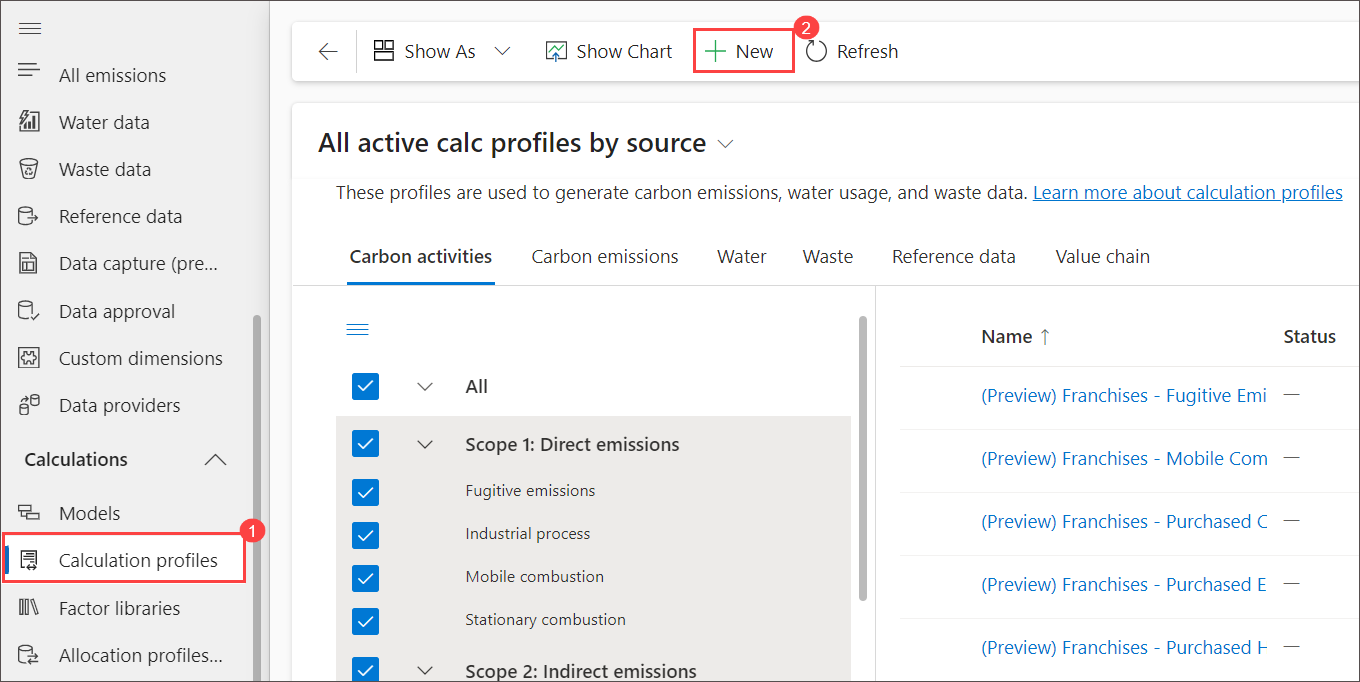 All emissions
Water data
Waste data
Reference data
Data capture (pre...
Data approval
Custom dimensions
Data providers
Calculations
Models
1
Calculation profiles
Factor libraries
Allocation profiles...
Show As
Show Chart
New
2
Refresh
All active calc profiles by source
These profiles are used to generate carbon emissions, water usage, and waste data. Learn more about calculation profiles
Carbon activities Carbon emissions Water Waste Reference data Value chain
All
Scope 1: Direct emissions
Fugitive emissions
Industrial process
Mobile combustion
Stationary combustion
Scope 2: Indirect emissions
Name ↑ Status
(Preview) Franchises - Fugitive Emi —
(Preview) Franchises - Mobile Com —
(Preview) Franchises - Purchased C —
(Preview) Franchises - Purchased E —
(Preview) Franchises - Purchased H —